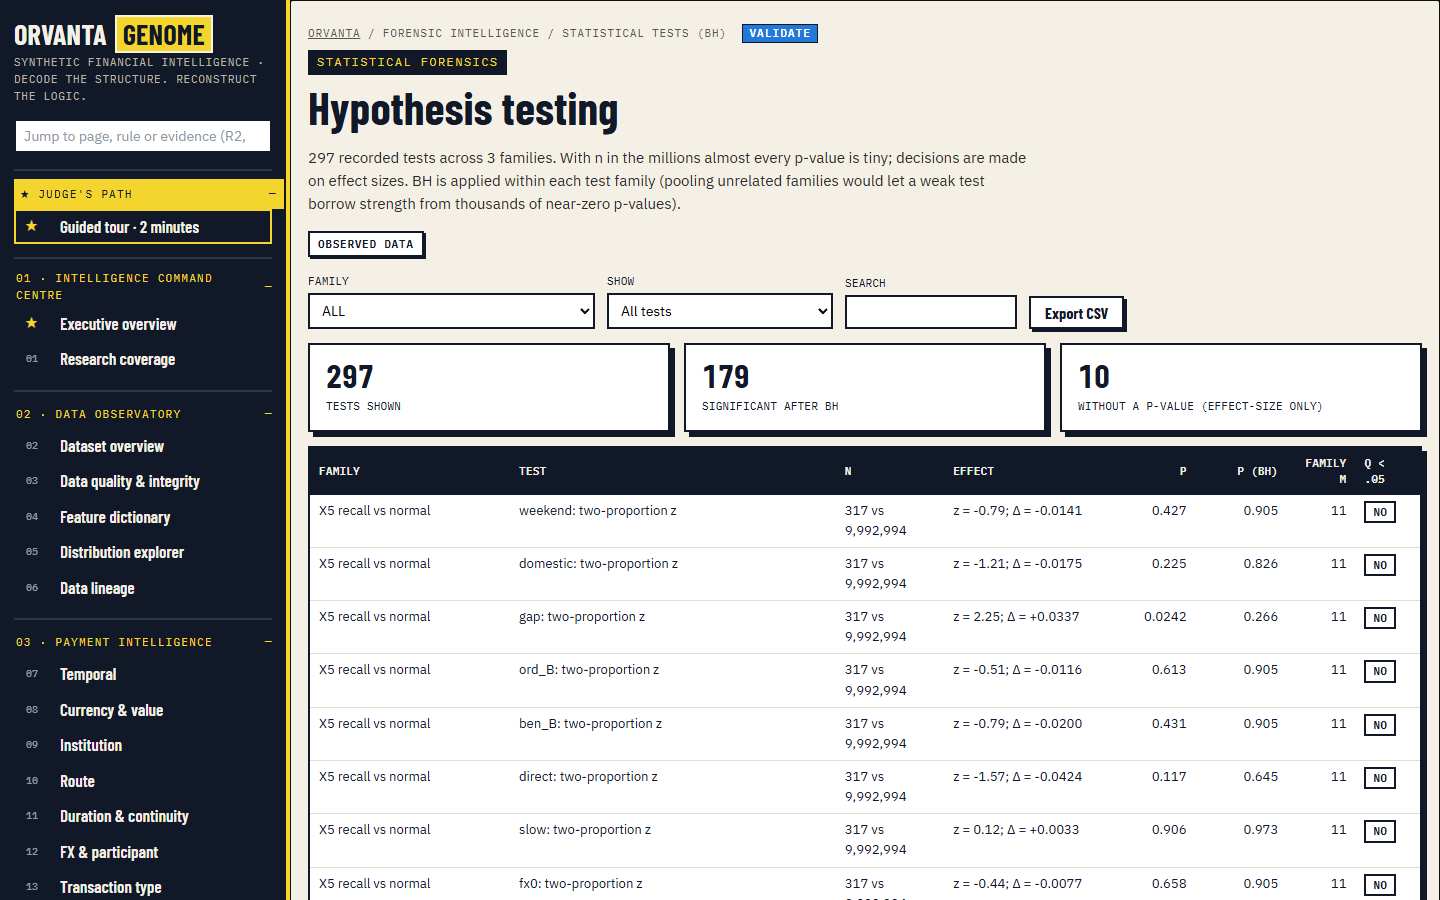 ORVANTA GENOME
SYNTHETIC FINANCIAL INTELLIGENCE ·
DECODE THE STRUCTURE. RECONSTRUCT
THE LOGIC.
Jump to page, rule or evidence (R2,
★ JUDGE'S PATH –
★ Guided tour · 2 minutes
01 · INTELLIGENCE COMMAND
CENTRE –
★ Executive overview
01 Research coverage
02 · DATA OBSERVATORY –
02 Dataset overview
03 Data quality & integrity
04 Feature dictionary
05 Distribution explorer
06 Data lineage
03 · PAYMENT INTELLIGENCE –
07 Temporal
08 Currency & value
09 Institution
10 Route
11 Duration & continuity
12 FX & participant
13 Transaction type
ORVANTA / FORENSIC INTELLIGENCE / STATISTICAL TESTS (BH) VALIDATE
STATISTICAL FORENSICS
Hypothesis testing
297 recorded tests across 3 families. With n in the millions almost every p-value is tiny; decisions are made
on effect sizes. BH is applied within each test family (pooling unrelated families would let a weak test
borrow strength from thousands of near-zero p-values).
OBSERVED DATA
FAMILY SHOW SEARCH
ALL All tests Export CSV
297 179 10
TESTS SHOWN SIGNIFICANT AFTER BH WITHOUT A P-VALUE (EFFECT-SIZE ONLY)
FAMILY TEST N EFFECT P P (BH) FAMILY M Q < .05
X5 recall vs normal weekend: two-proportion z 317 vs 9,992,994 z = -0.79; Δ = -0.0141 0.427 0.905 11 NO
X5 recall vs normal domestic: two-proportion z 317 vs 9,992,994 z = -1.21; Δ = -0.0175 0.225 0.826 11 NO
X5 recall vs normal gap: two-proportion z 317 vs 9,992,994 z = 2.25; Δ = +0.0337 0.0242 0.266 11 NO
X5 recall vs normal ord_B: two-proportion z 317 vs 9,992,994 z = -0.51; Δ = -0.0116 0.613 0.905 11 NO
X5 recall vs normal ben_B: two-proportion z 317 vs 9,992,994 z = -0.79; Δ = -0.0200 0.431 0.905 11 NO
X5 recall vs normal direct: two-proportion z 317 vs 9,992,994 z = -1.57; Δ = -0.0424 0.117 0.645 11 NO
X5 recall vs normal slow: two-proportion z 317 vs 9,992,994 z = 0.12; Δ = +0.0033 0.906 0.973 11 NO
X5 recall vs normal fx0: two-proportion z 317 vs z = -0.44; Δ = -0.0077 0.658 0.905 11 NO